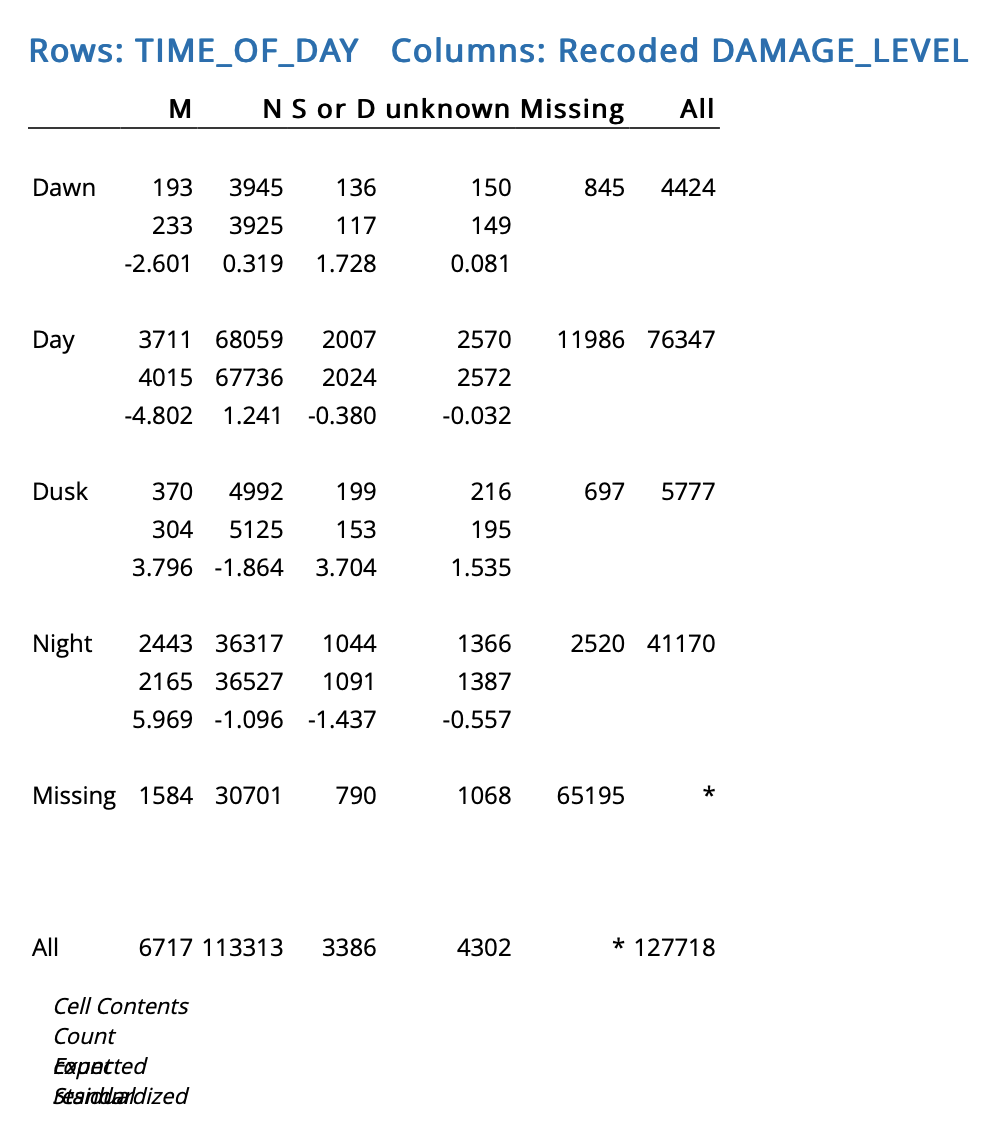 Rows: TIME_OF_DAY Columns: Recoded DAMAGE_LEVEL
M N S or D unknown Missing All
Dawn 193 3945 136 150 845 4424
233 3925 117 149
-2.601 0.319 1.728 0.081
Day 3711 68059 2007 2570 11986 76347
4015 67736 2024 2572
-4.802 1.241 -0.380 -0.032
Dusk 370 4992 199 216 697 5777
304 5125 153 195
3.796 -1.864 3.704 1.535
Night 2443 36317 1044 1366 2520 41170
2165 36527 1091 1387
5.969 -1.096 -1.437 -0.557
Missing 1584 30701 790 1068 65195 *
All 6717 113313 3386 4302 * 127718
Cell Contents
Count
Expected count
Standardized residual